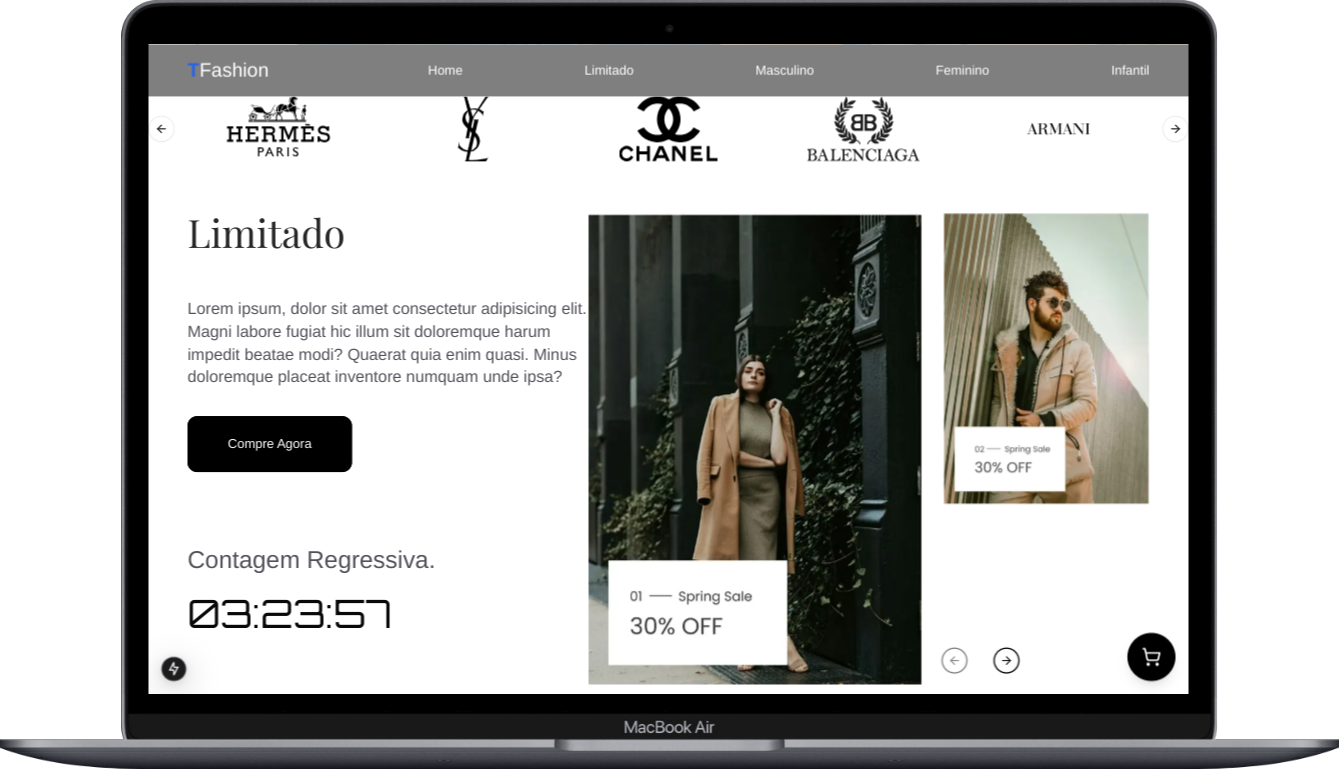 TFashion
Home
Limitado
Masculino
Feminino
Infantil
HERMÈS
PARIS
YSL
CHANEL
BB
BALENCIAGA
ARMANI
Limitado
Lorem ipsum, dolor sit amet consectetur adipisicing elit.
Magni labore fugiat hic illum sit doloremque harum
impedit beatae modi? Quaerat quia enim quasi. Minus
doloremque placeat inventore numquam unde ipsa?
Compre Agora
Contagem Regressiva.
03:23:57
01 — Spring Sale
30% OFF
02 — Spring Sale
30% OFF
MacBook Air